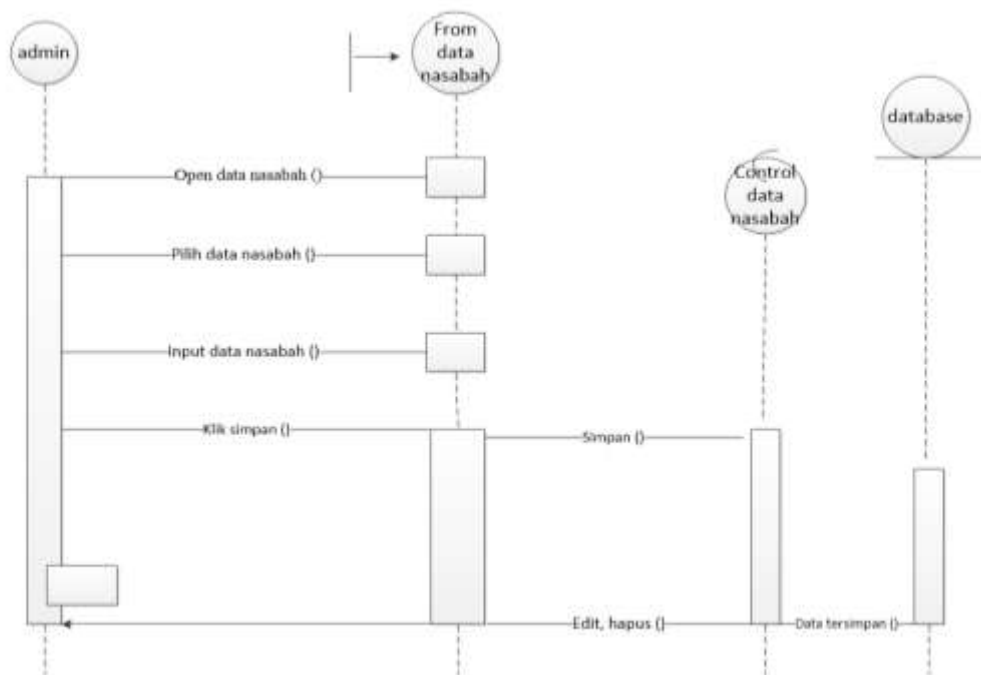 admin
From
data
nasabah
database
Control
data
nasabah
Open data nasabah ()
Pilih data nasabah ()
Input data nasabah ()
Klik simpan ()
Simpan ()
Edit, hapus ()
Data tersimpan ()